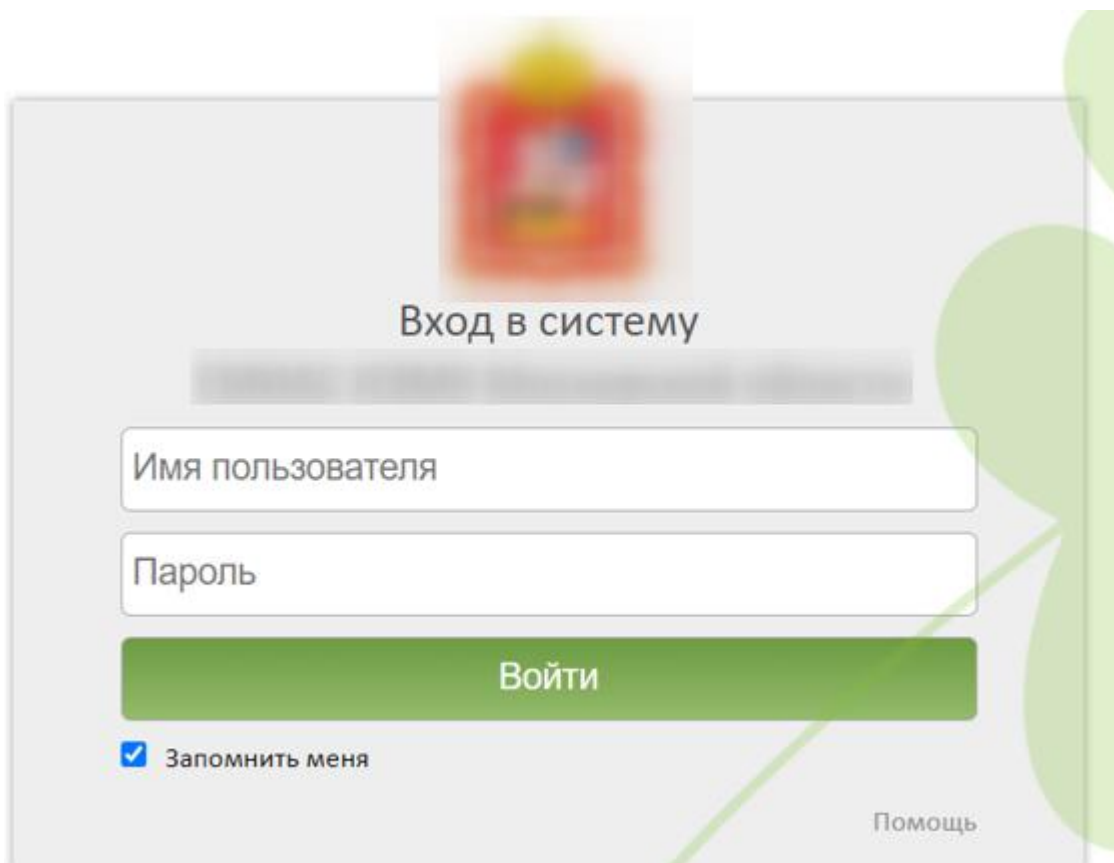 Вход в систему
Имя пользователя
Пароль
Войти
Запомнить меня
Помощь